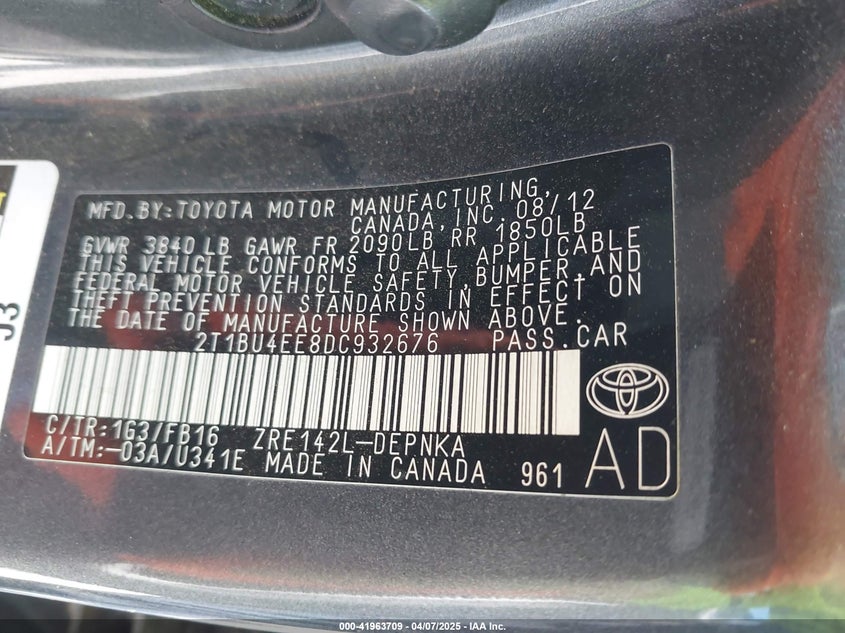 MFD.BY:TOYOTA MOTOR MANUFACTURING,
CANADA, INC. 08/12
GVWR 3840 LB GAWR FR 2090LB RR 1850LB
THIS VEHICLE CONFORMS TO ALL APPLICABLE
FEDERAL MOTOR VEHICLE SAFETY, BUMPER, AND
THEFT PREVENTION STANDARDS IN EFFECT ON
THE DATE OF MANUFACTURE SHOWN ABOVE.
2T1BU4EE8DC932676 PASS.CAR
C/TR:1G3/FB16 ZRE142L-DEPNKA
A/TM:-03A/U341E MADE IN CANADA 961
AD
000-41963709 - 04/07/2025 - IAA Inc.